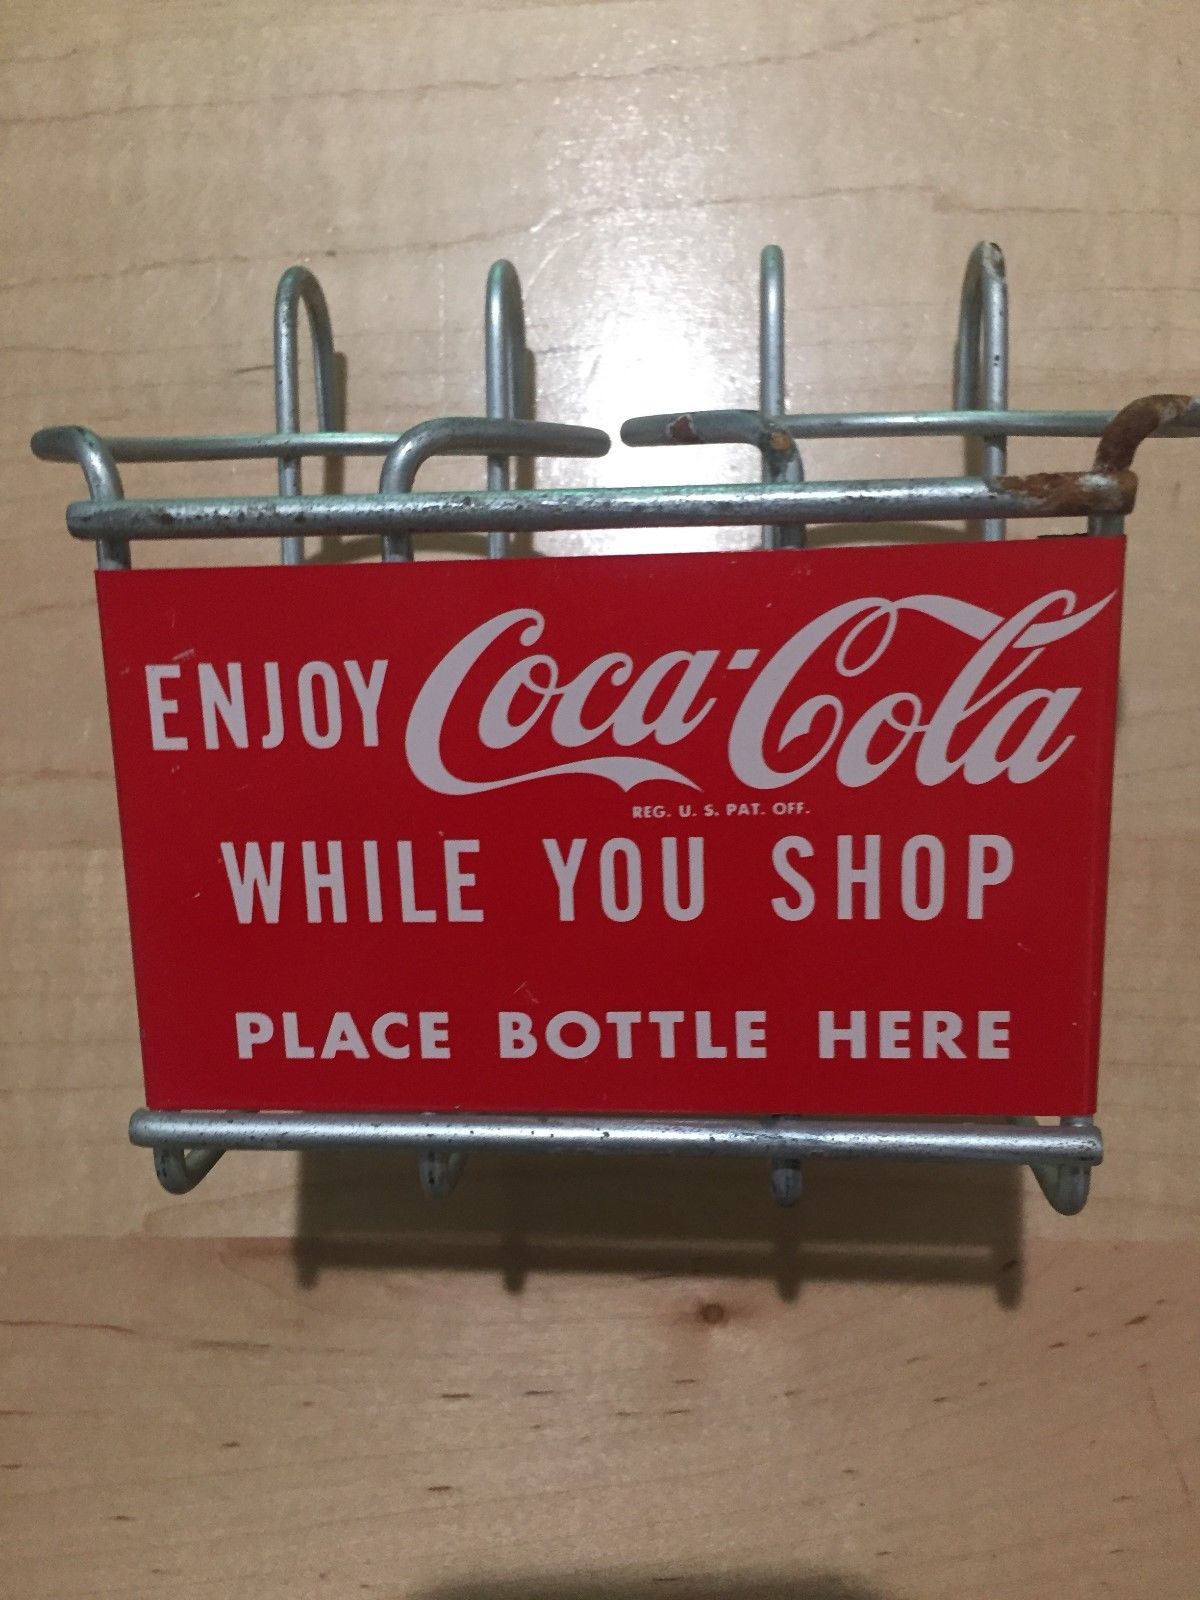 ENJOY Coca-Cola
REG. U. S. PAT. OFF.
WHILE YOU SHOP
PLACE BOTTLE HERE